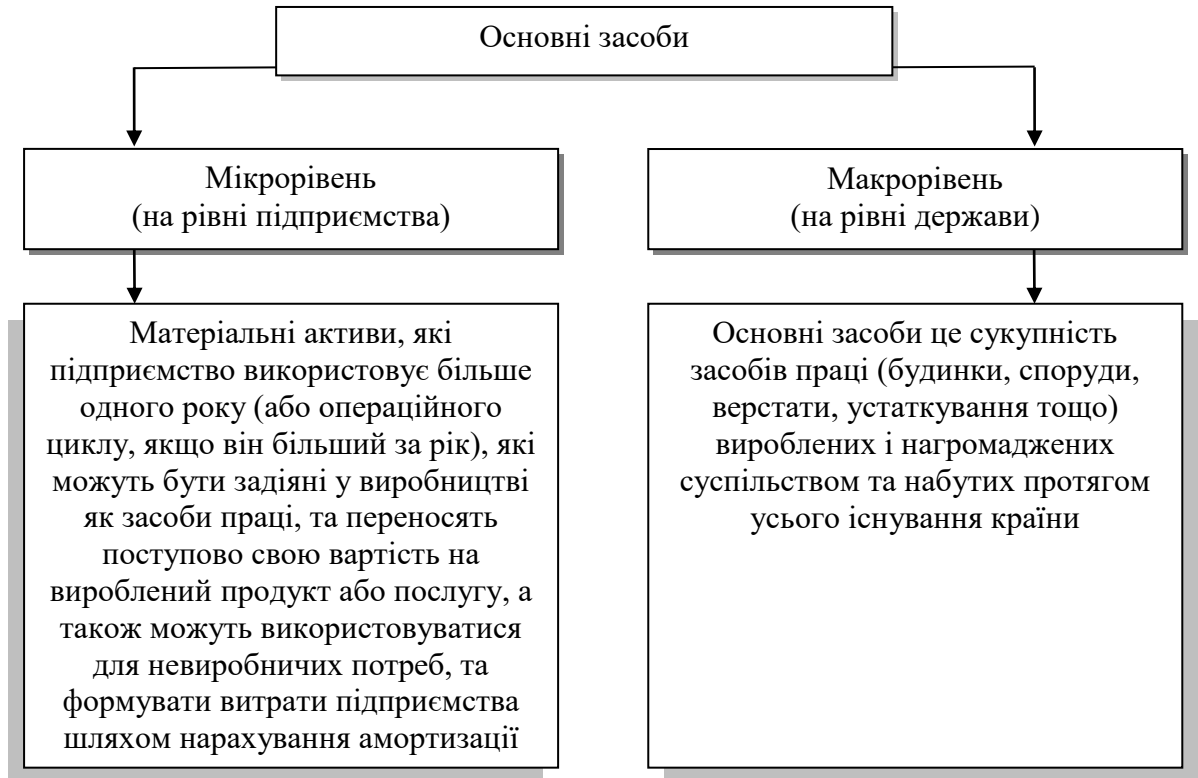 Основні засоби
Мікрорівень
(на рівні підприємства)
Макрорівень
(на рівні держави)
Матеріальні активи, які
підприємство використовує більше
одного року (або операційного
циклу, якщо він більший за рік), які
можуть бути задіяні у виробництві
як засоби праці, та переносять
поступово свою вартість на
вироблений продукт або послугу, а
також можуть використовуватися
для невиробничих потреб, та
формувати витрати підприємства
шляхом нарахування амортизації
Основні засоби це сукупність
засобів праці (будинки, споруди,
верстати, устаткування тощо)
вироблених і нагромаджених
суспільством та набутих протягом
усього існування країни